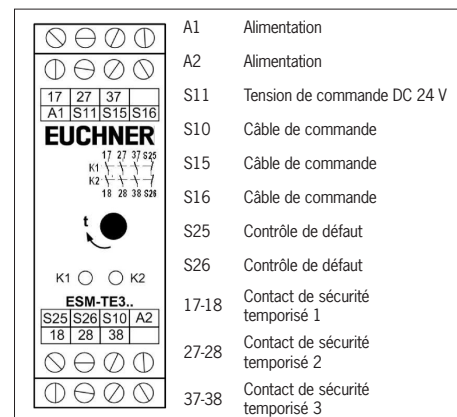 17 27 37
A1 S11 S15 S16
EUCHNER
17 27 37 S25
K1
K2
18 28 38 S26
t
K1 K2
ESM-TE3..
S25 S26 S10 A2
18 28 38
A1 Alimentation
A2 Alimentation
S11 Tension de commande DC 24 V
S10 Câble de commande
S15 Câble de commande
S16 Câble de commande
S25 Contrôle de défaut
S26 Contrôle de défaut
17-18 Contact de sécurité
temporisé 1
27-28 Contact de sécurité
temporisé 2
37-38 Contact de sécurité
temporisé 3